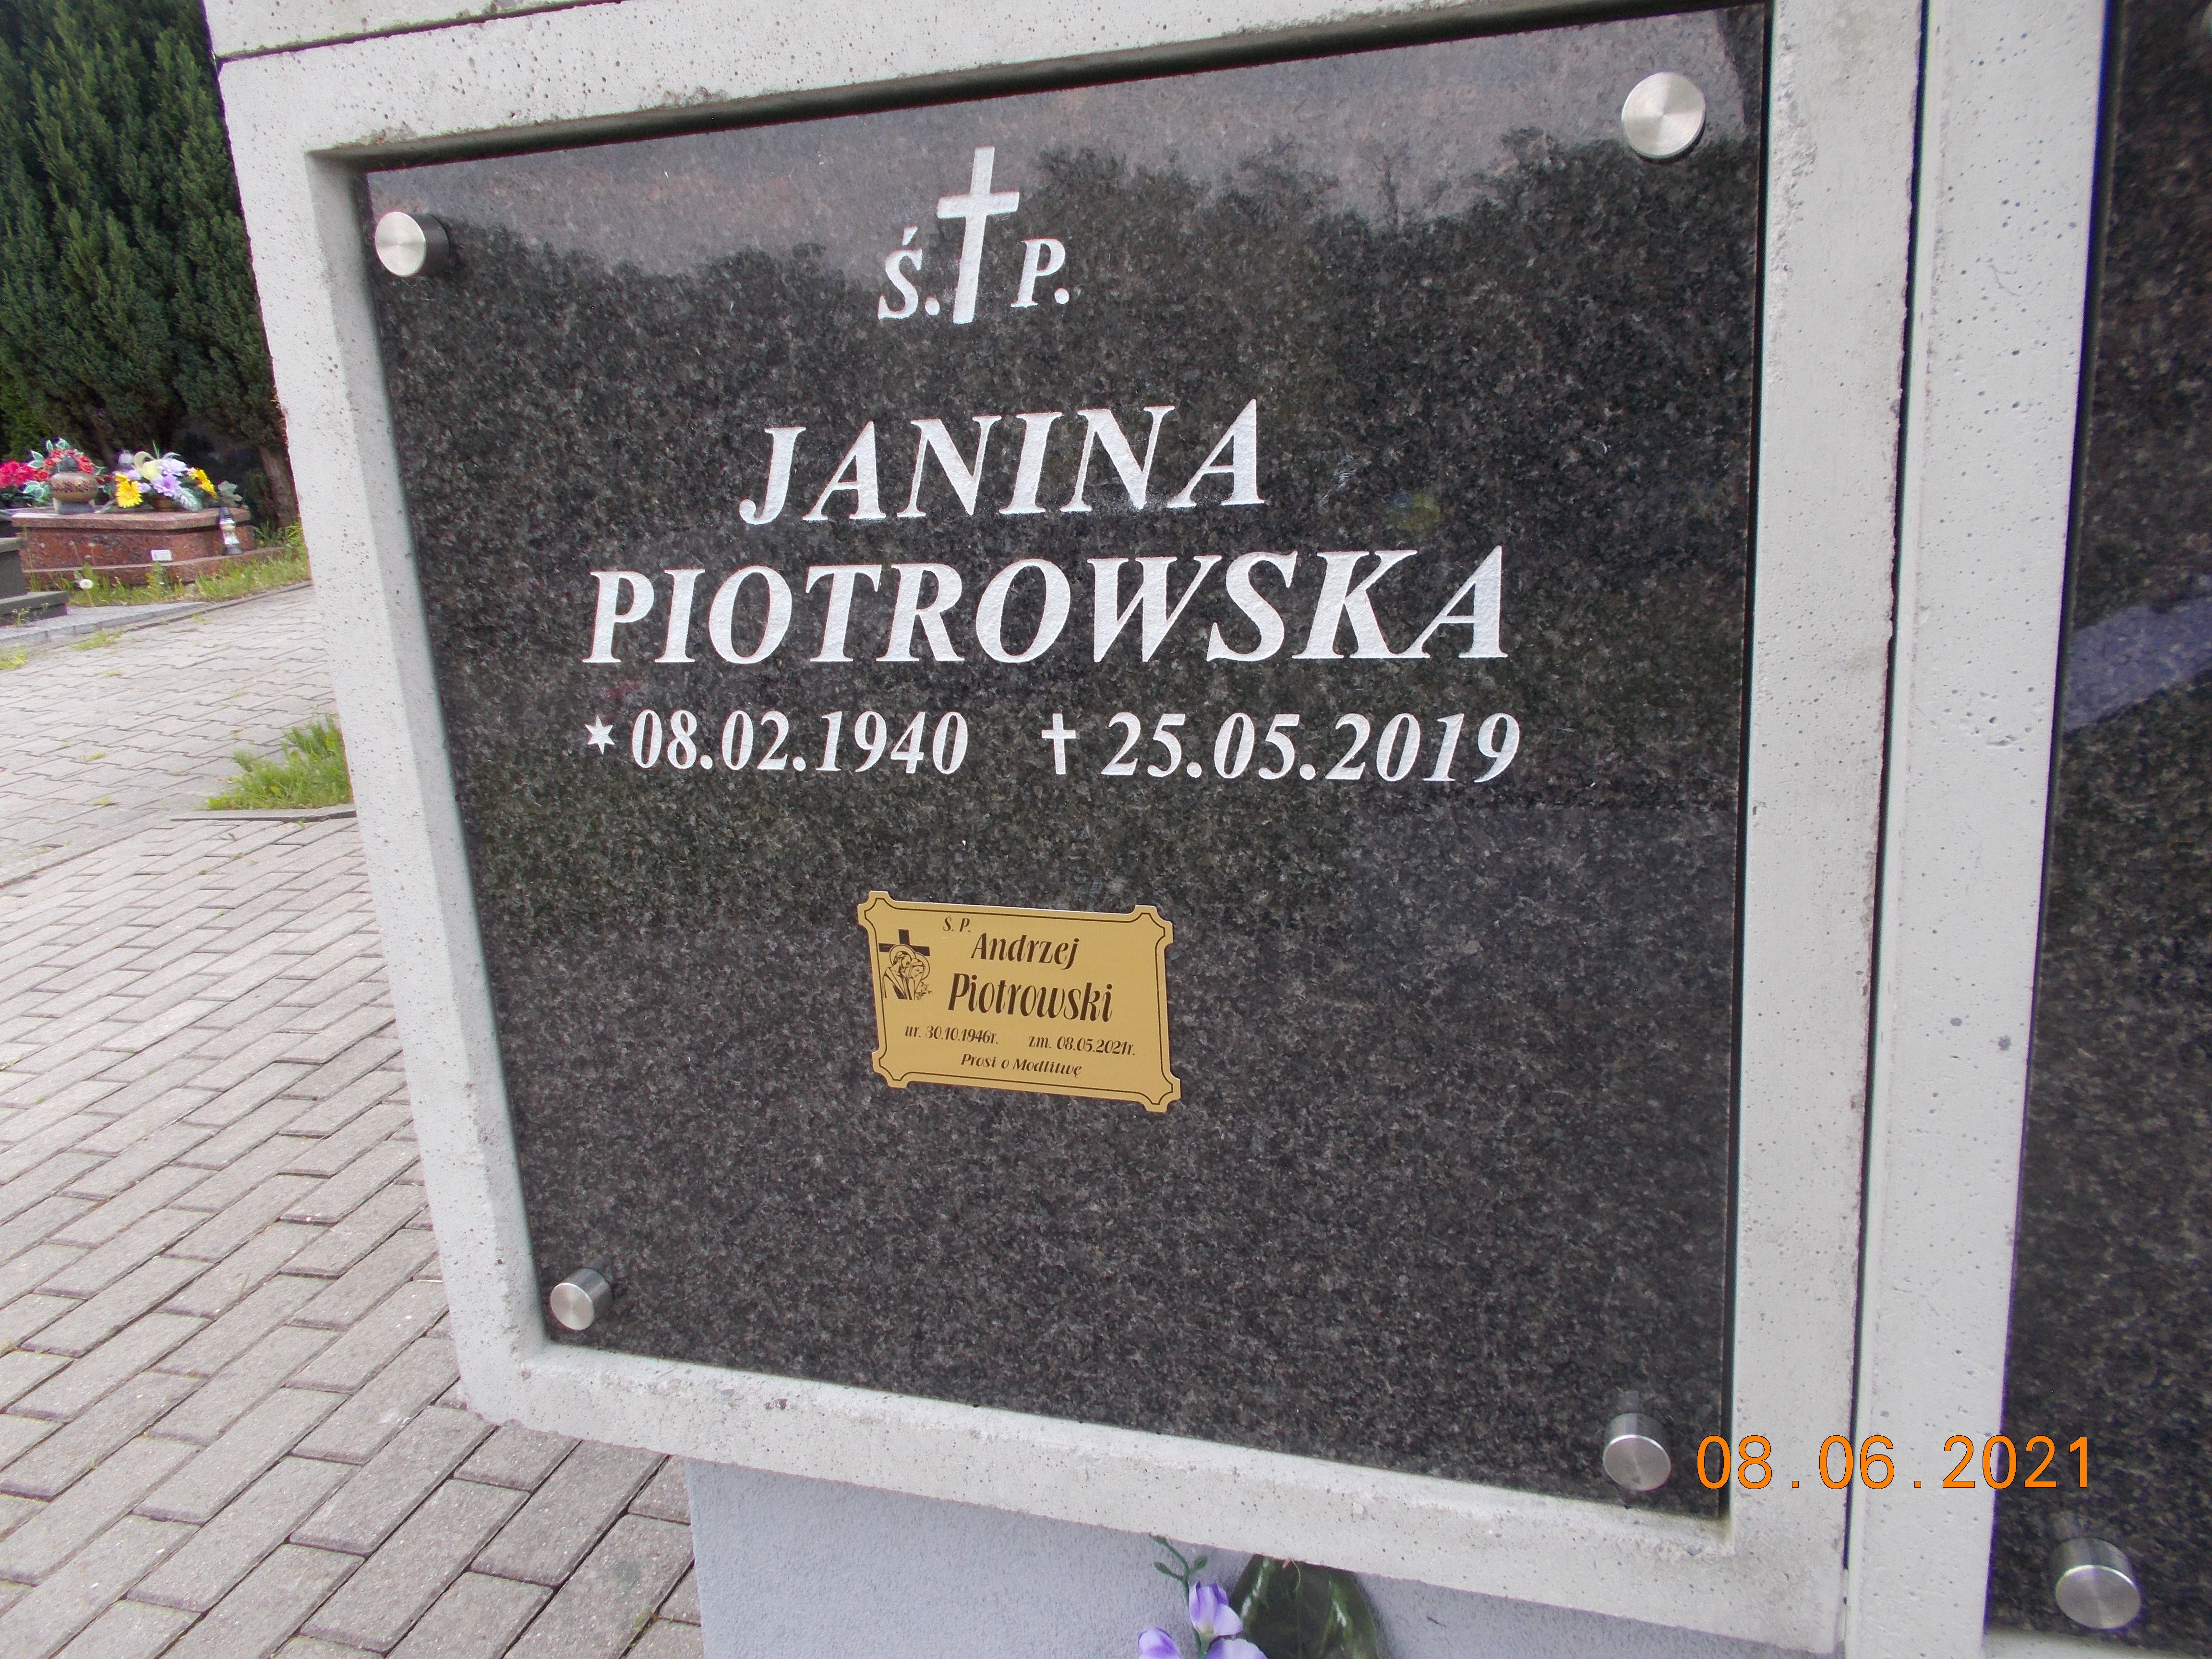 Ś. P.
JANINA
PIOTROWSKA
*08.02.1940 †25.05.2019
Ś. P.
Andrzej
Piotrowski
ur. 30.10.1946r. zm. 08.05.2021r.
Prosi o Modlitwę
08.06.2021